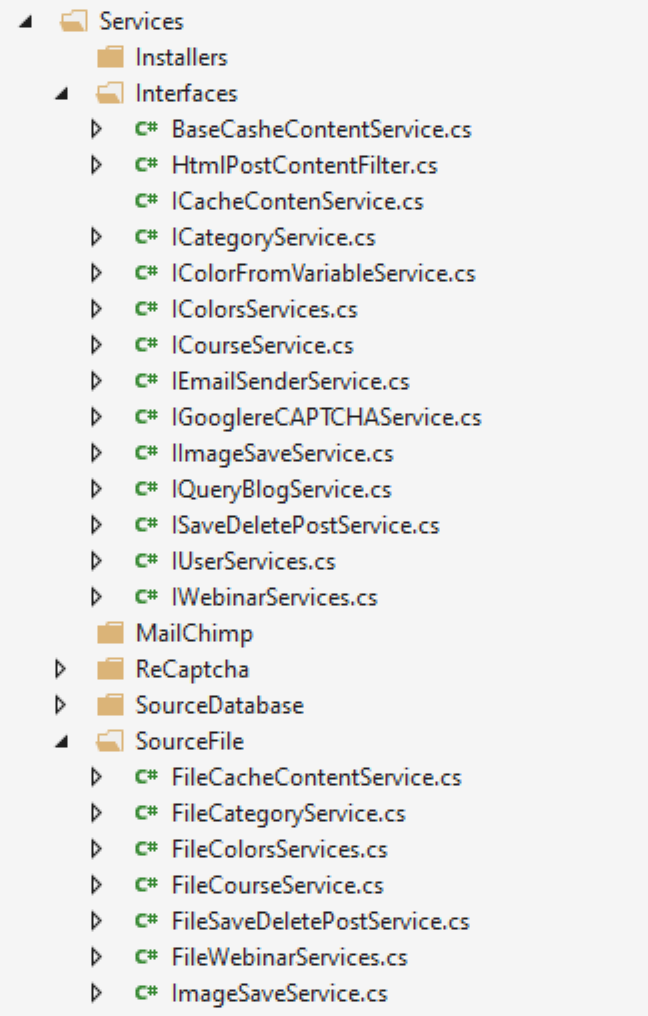 Services
Installers
Interfaces
C# BaseCasheContentService.cs
C# HtmlPostContentFilter.cs
C# ICacheContenService.cs
C# ICategoryService.cs
C# IColorFromVariableService.cs
C# IColorsServices.cs
C# ICourseService.cs
C# IEmailSenderService.cs
C# IGooglereCAPTCHAService.cs
C# IImageSaveService.cs
C# IQueryBlogService.cs
C# ISaveDeletePostService.cs
C# IUserServices.cs
C# IWebinarServices.cs
MailChimp
ReCaptcha
SourceDatabase
SourceFile
C# FileCacheContentService.cs
C# FileCategoryService.cs
C# FileColorsServices.cs
C# FileCourseService.cs
C# FileSaveDeletePostService.cs
C# FileWebinarServices.cs
C# ImageSaveService.cs